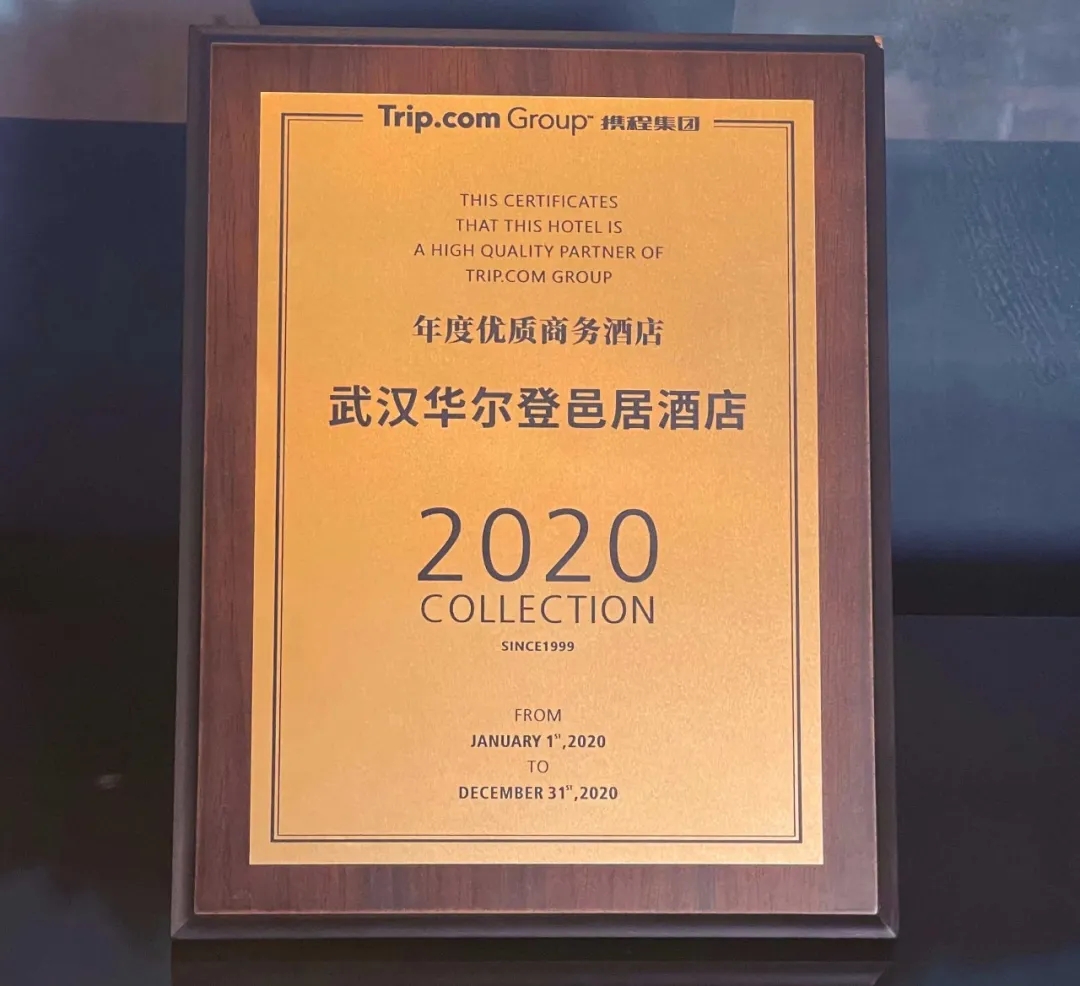 Trip.com Group™ 携程集团
THIS CERTIFICATES
THAT THIS HOTEL IS
A HIGH QUALITY PARTNER OF
TRIP.COM GROUP
年度优质商务酒店
武汉华尔登邑居酒店
2020
COLLECTION
SINCE1999
FROM
JANUARY 1st,2020
TO
DECEMBER 31st,2020